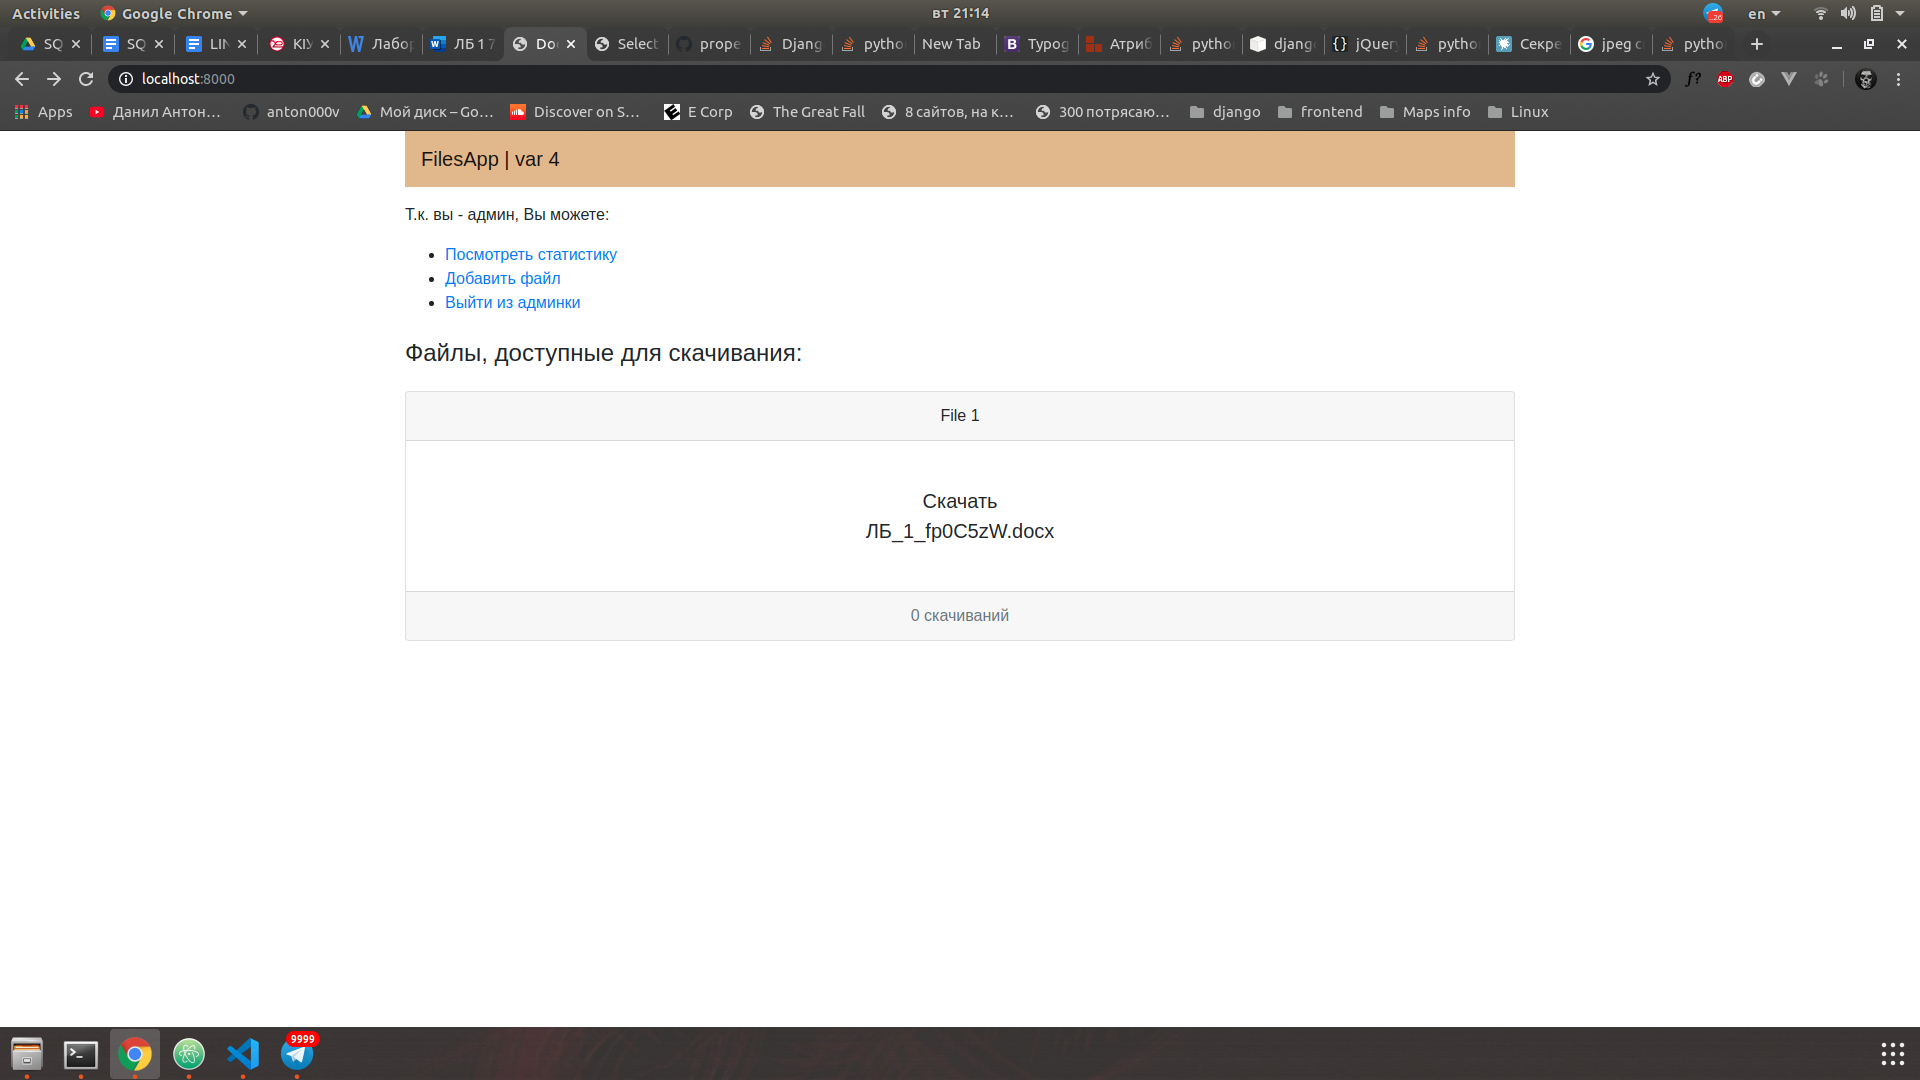 Activities
Google Chrome
вт 21:14
26
en
SQ
SQ
LIN
КІУ
Лабор
ЛБ 1 7
Doc
Select
prope
Djang
pytho
New Tab
Typog
Атриб
pytho
djang
jQuery
pytho
Секре
jpeg c
pytho
localhost:8000
f?
ABP
Apps
Данил Антон…
anton000v
Мой диск – Go…
Discover on S…
E Corp
The Great Fall
8 сайтов, на к…
300 потрясаю…
django
frontend
Maps info
Linux
FilesApp | var 4
Т.к. вы - админ, Вы можете:
Посмотреть статистику
Добавить файл
Выйти из админки
Файлы, доступные для скачивания:
File 1
Скачать
ЛБ_1_fp0C5zW.docx
0 скачиваний
9999